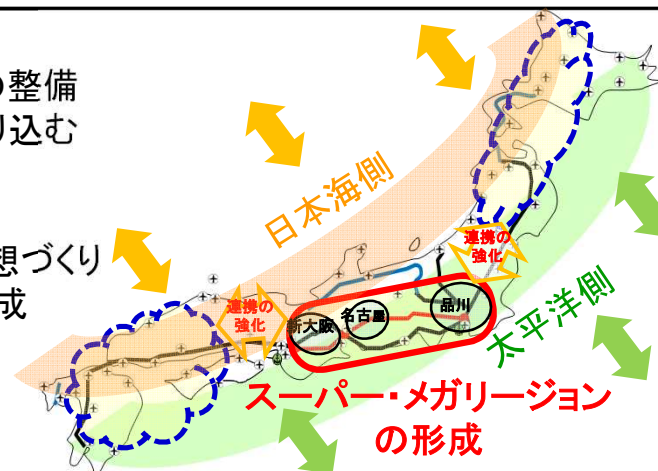 の整備
り込む
想づくり
成
日本海側
連携の
強化
連携の
強化
新大阪
名古屋
品川
太平洋側
スーパー・メガリージョン
の形成